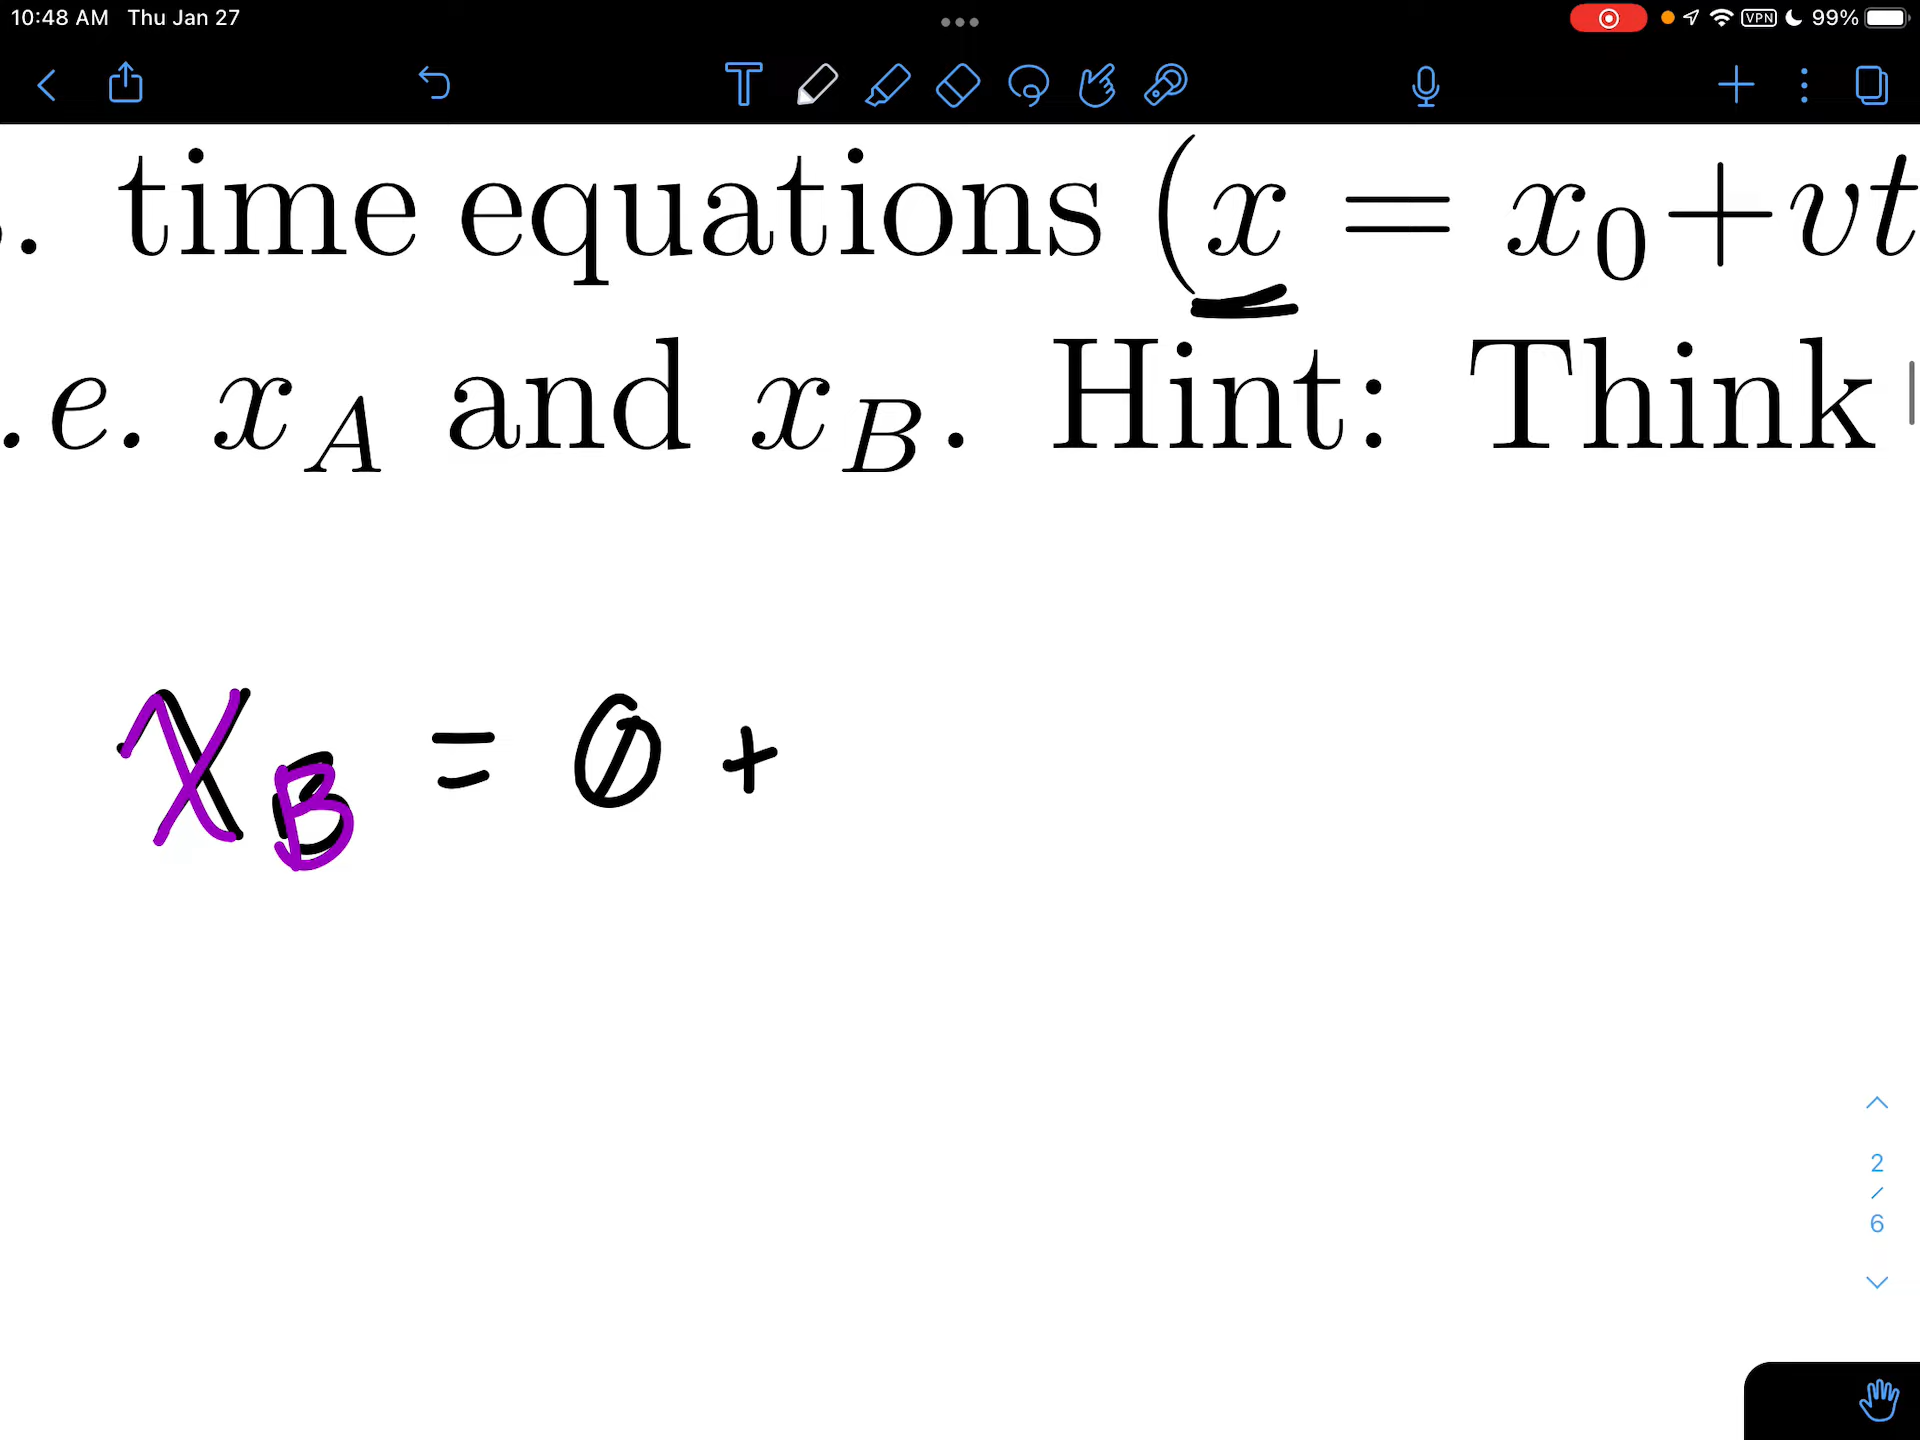 10:48 AM Thu Jan 27
VPN 99%
. time equations (x = x₀+vt
.e. x_A and x_B. Hint: Think
x_B = 0 +
2
/
6